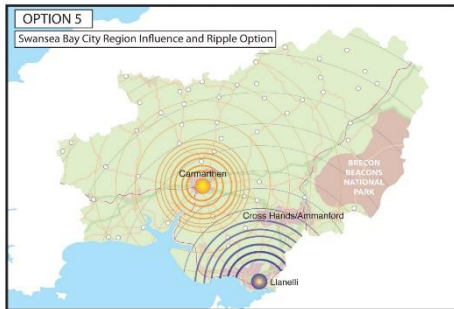 OPTION 5
Swansea Bay City Region Influence and Ripple Option
BRECON
BEACONS
NATIONAL
PARK
Carmarthen
Cross Hands/Ammanford
Llanelli